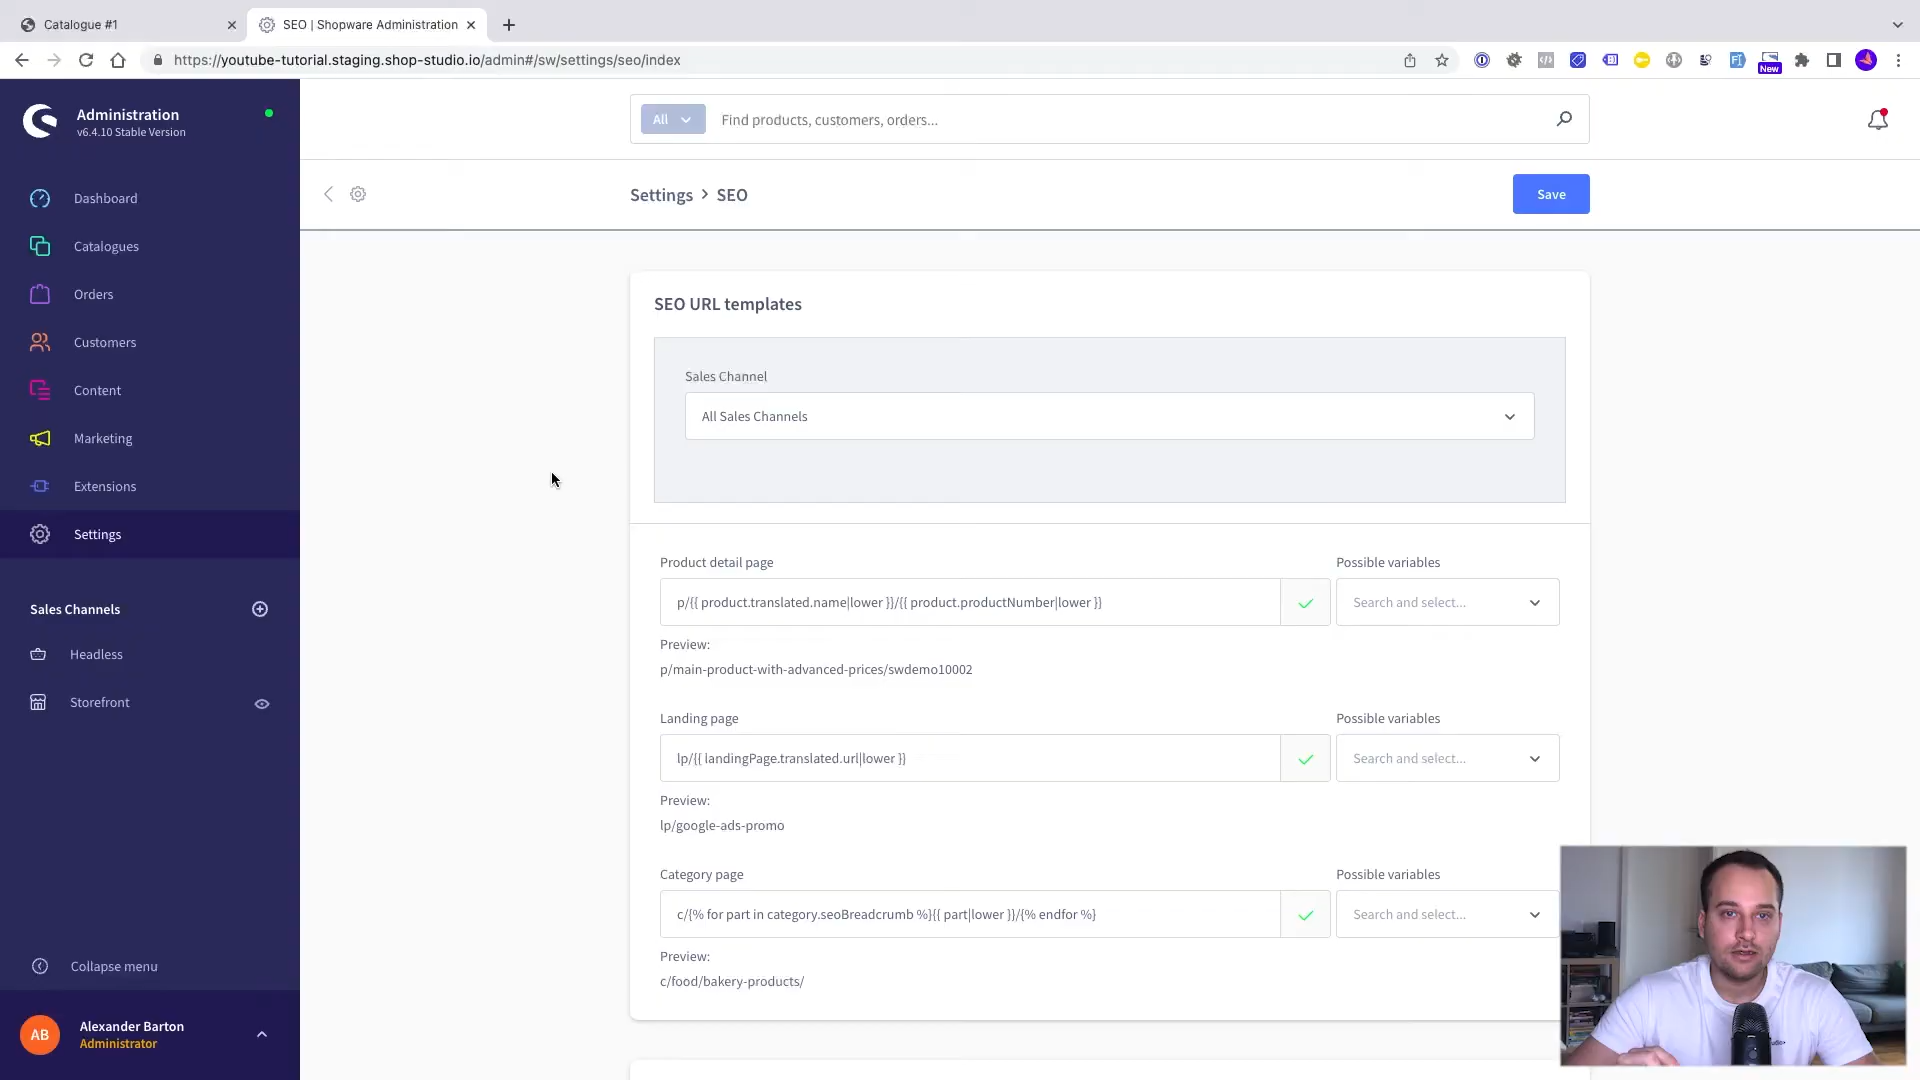 Catalogue #1
SEO | Shopware Administration
https://youtube-tutorial.staging.shop-studio.io/admin#/sw/settings/seo/index
New
Administration
v6.4.10 Stable Version
All
Find products, customers, orders...
Settings > SEO
Save
Dashboard
Catalogues
Orders
Customers
Content
Marketing
Extensions
Settings
Sales Channels
Headless
Storefront
Collapse menu
AB
Alexander Barton
Administrator
SEO URL templates
Sales Channel
All Sales Channels
Product detail page
Possible variables
p/{{ product.translated.name|lower }}/{{ product.productNumber|lower }}
Search and select...
Preview:
p/main-product-with-advanced-prices/swdemo10002
Landing page
Possible variables
lp/{{ landingPage.translated.url|lower }}
Search and select...
Preview:
lp/google-ads-promo
Category page
Possible variables
c/{% for part in category.seoBreadcrumb %}{{ part|lower }}/{% endfor %}
Search and select...
Preview:
c/food/bakery-products/